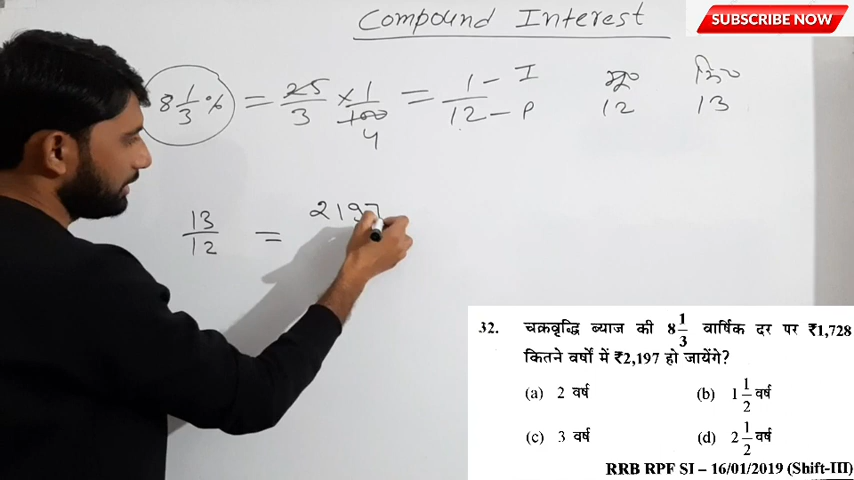 Compound Interest
SUBSCRIBE NOW
8 1/3 % = 25/3 × 1/100 4 = 1 - I / 12 - P
मू० मि०
12 13
13/12 = 2197
32. चक्रवृद्धि ब्याज की 8 1/3 वार्षिक दर पर ₹1,728
कितने वर्षों में ₹2,197 हो जायेंगे?
(a) 2 वर्ष (b) 1 1/2 वर्ष
(c) 3 वर्ष (d) 2 1/2 वर्ष
RRB RPF SI – 16/01/2019 (Shift-III)